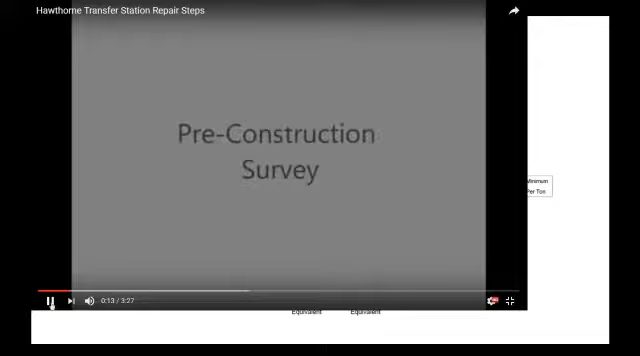 Hawthorne Transfer Station Repair Steps
Pre-Construction
Survey
Minimum
Per Ton
0:13 / 3:27
Equivalent Equivalent